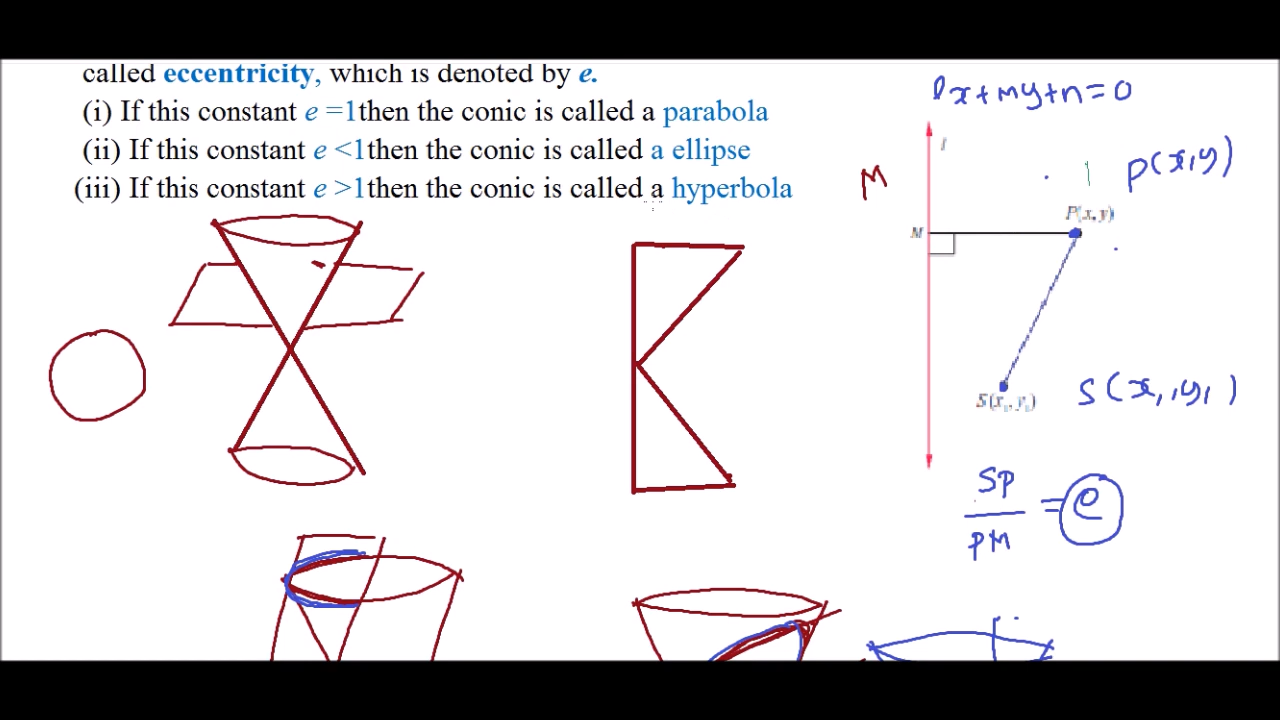 called eccentricity, which is denoted by e.
(i) If this constant e =1then the conic is called a parabola
(ii) If this constant e <1then the conic is called a ellipse
(iii) If this constant e >1then the conic is called a hyperbola
lx+my+n=0
l
M
P(x,y)
P(x, y)
M
S(x₁, y₁)
S(x₁,y₁)
SP
PM
= e